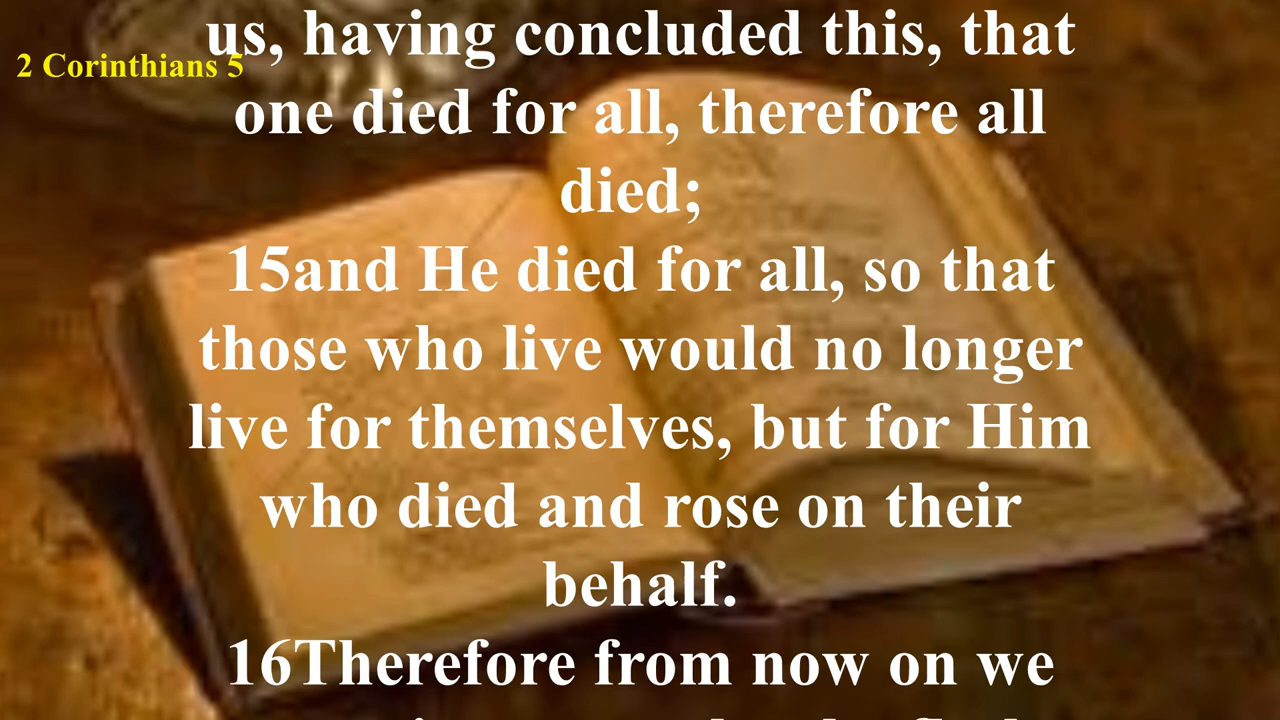 us, having concluded this, that
2 Corinthians 5
one died for all, therefore all
died;
15and He died for all, so that
those who live would no longer
live for themselves, but for Him
who died and rose on their
behalf.
16Therefore from now on we